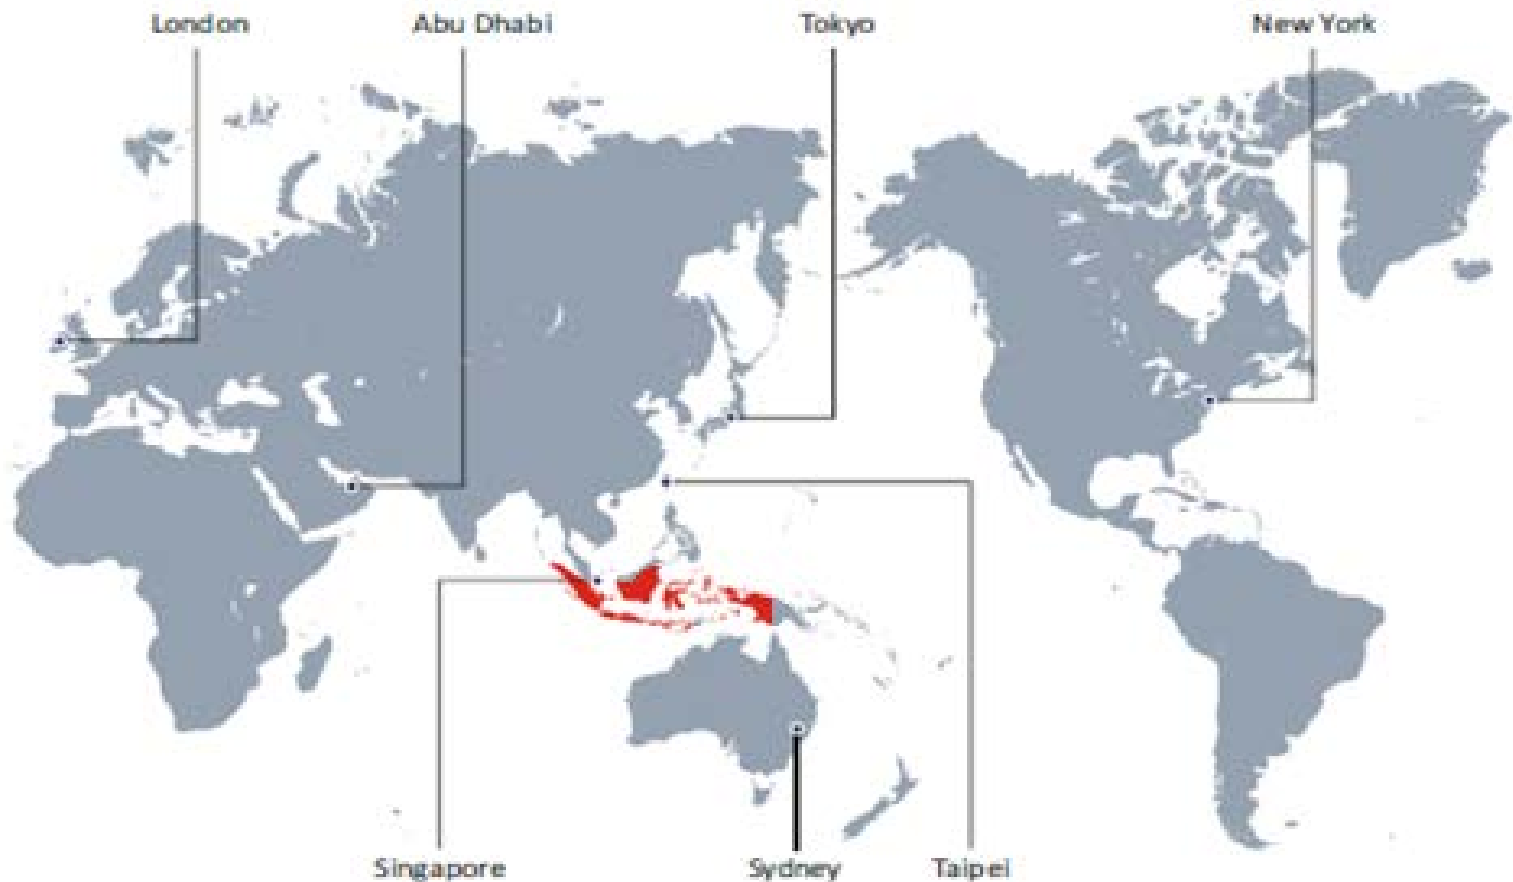 London
Abu Dhabi
Tokyo
New York
Singapore
Sydney
Taipei